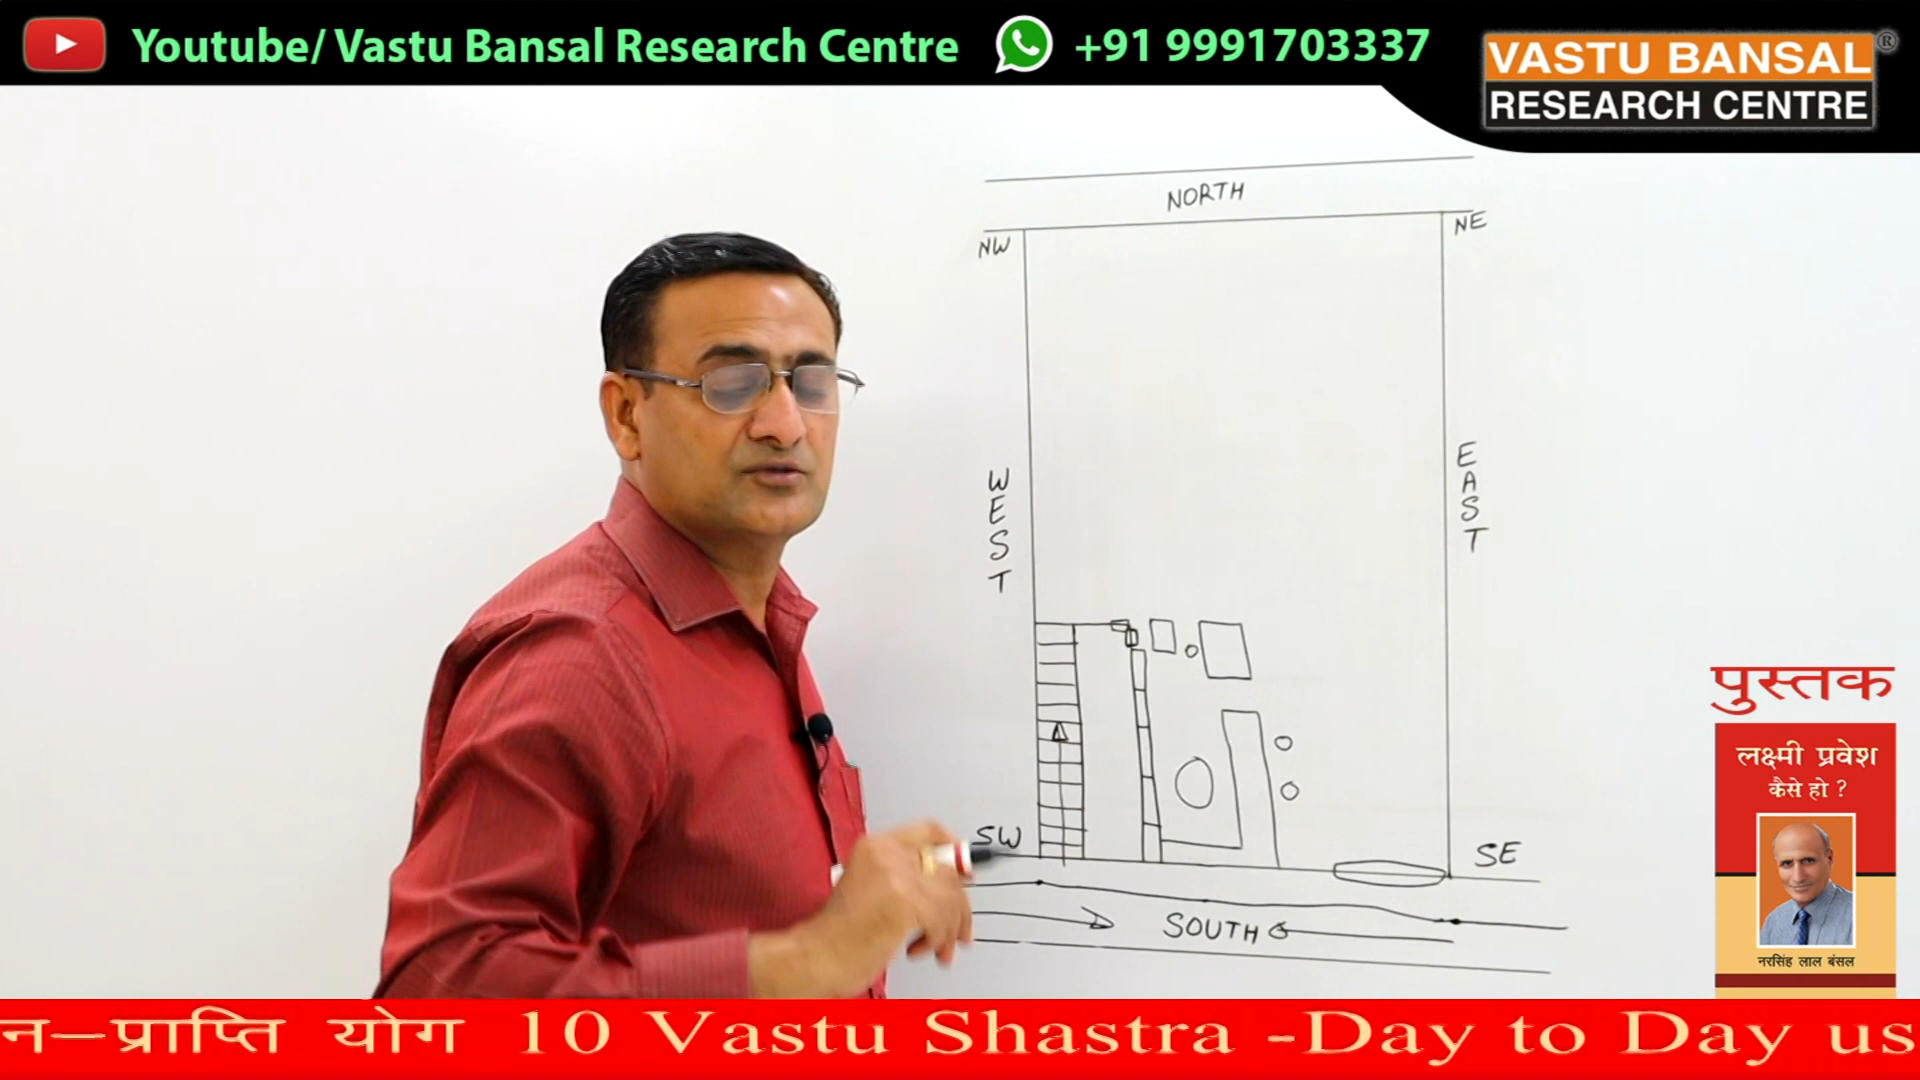 Youtube/ Vastu Bansal Research Centre +91 9991703337
VASTU BANSAL®
RESEARCH CENTRE
NORTH
NW
NE
WEST
EAST
SW
SE
SOUTH
पुस्तक
लक्ष्मी प्रवेश
कैसे हो ?
नरसिंह लाल बंसल
न–प्राप्ति योग 10 Vastu Shastra -Day to Day us